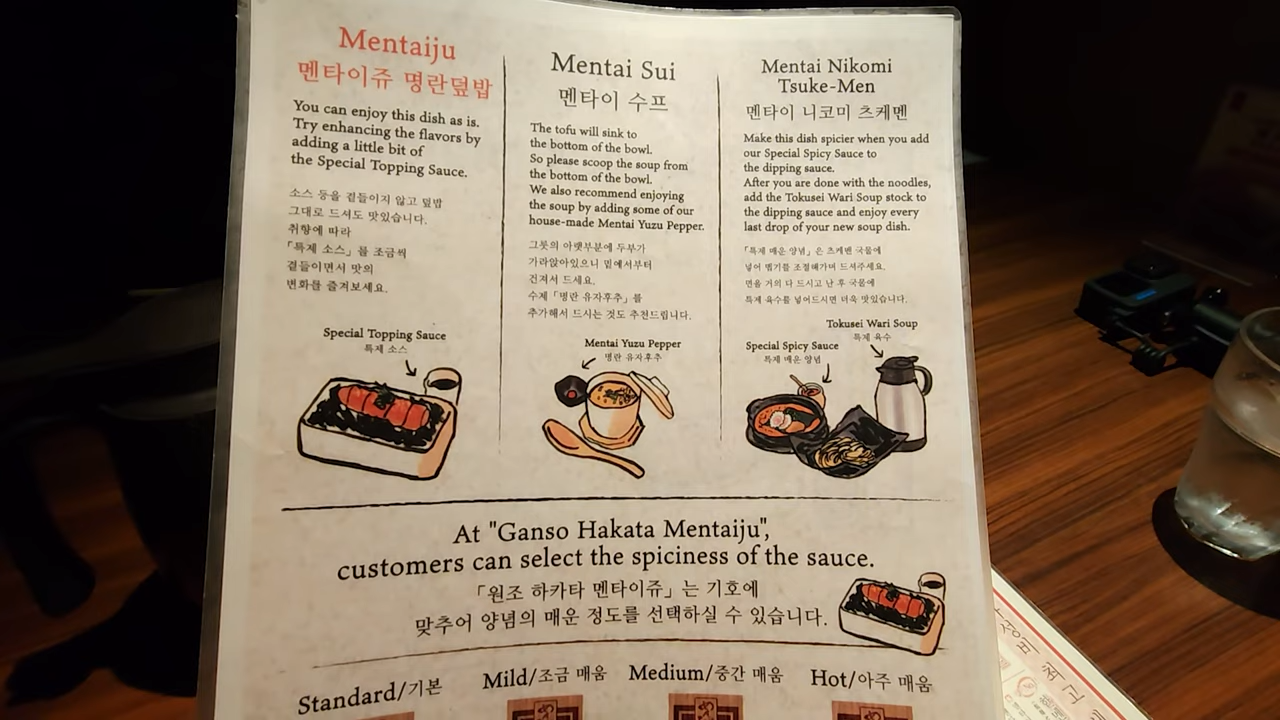 Mentaiju
멘타이쥬 명란덮밥
You can enjoy this dish as is.
Try enhancing the flavors by
adding a little bit of
the Special Topping Sauce.
소스 등을 곁들이지 않고 덮밥
그대로 드셔도 맛있습니다.
취향에 따라
「특제 소스」를 조금씩
곁들이면서 맛의
변화를 즐겨보세요.
Special Topping Sauce
특제 소스
Mentai Sui
멘타이 수프
The tofu will sink to
the bottom of the bowl.
So please scoop the soup from
the bottom of the bowl.
We also recommend enjoying
the soup by adding some of our
house-made Mentai Yuzu Pepper.
그릇의 아랫부분에 두부가
가라앉아있으니 밑에서부터
건져서 드세요.
수제「명란 유자후추」를
추가해서 드시는 것도 추천드립니다.
Mentai Yuzu Pepper
명란 유자후추
Mentai Nikomi
Tsuke-Men
멘타이 니코미 츠케멘
Make this dish spicier when you add
our Special Spicy Sauce to
the dipping sauce.
After you are done with the noodles,
add the Tokusei Wari Soup stock to
the dipping sauce and enjoy every
last drop of your new soup dish.
「특제 매운 양념」은 츠케멘 국물에
넣어 맵기를 조절해가며 드셔주세요.
면을 거의 다 드시고 난 후 국물에
특제 육수를 넣어드시면 더욱 맛있습니다.
Tokusei Wari Soup
특제 육수
Special Spicy Sauce
특제 매운 양념
At "Ganso Hakata Mentaiju",
customers can select the spiciness of the sauce.
「원조 하카타 멘타이쥬」는 기호에
맞추어 양념의 매운 정도를 선택하실 수 있습니다.
Standard/기본
Mild/조금 매움
Medium/중간 매움
Hot/아주 매움